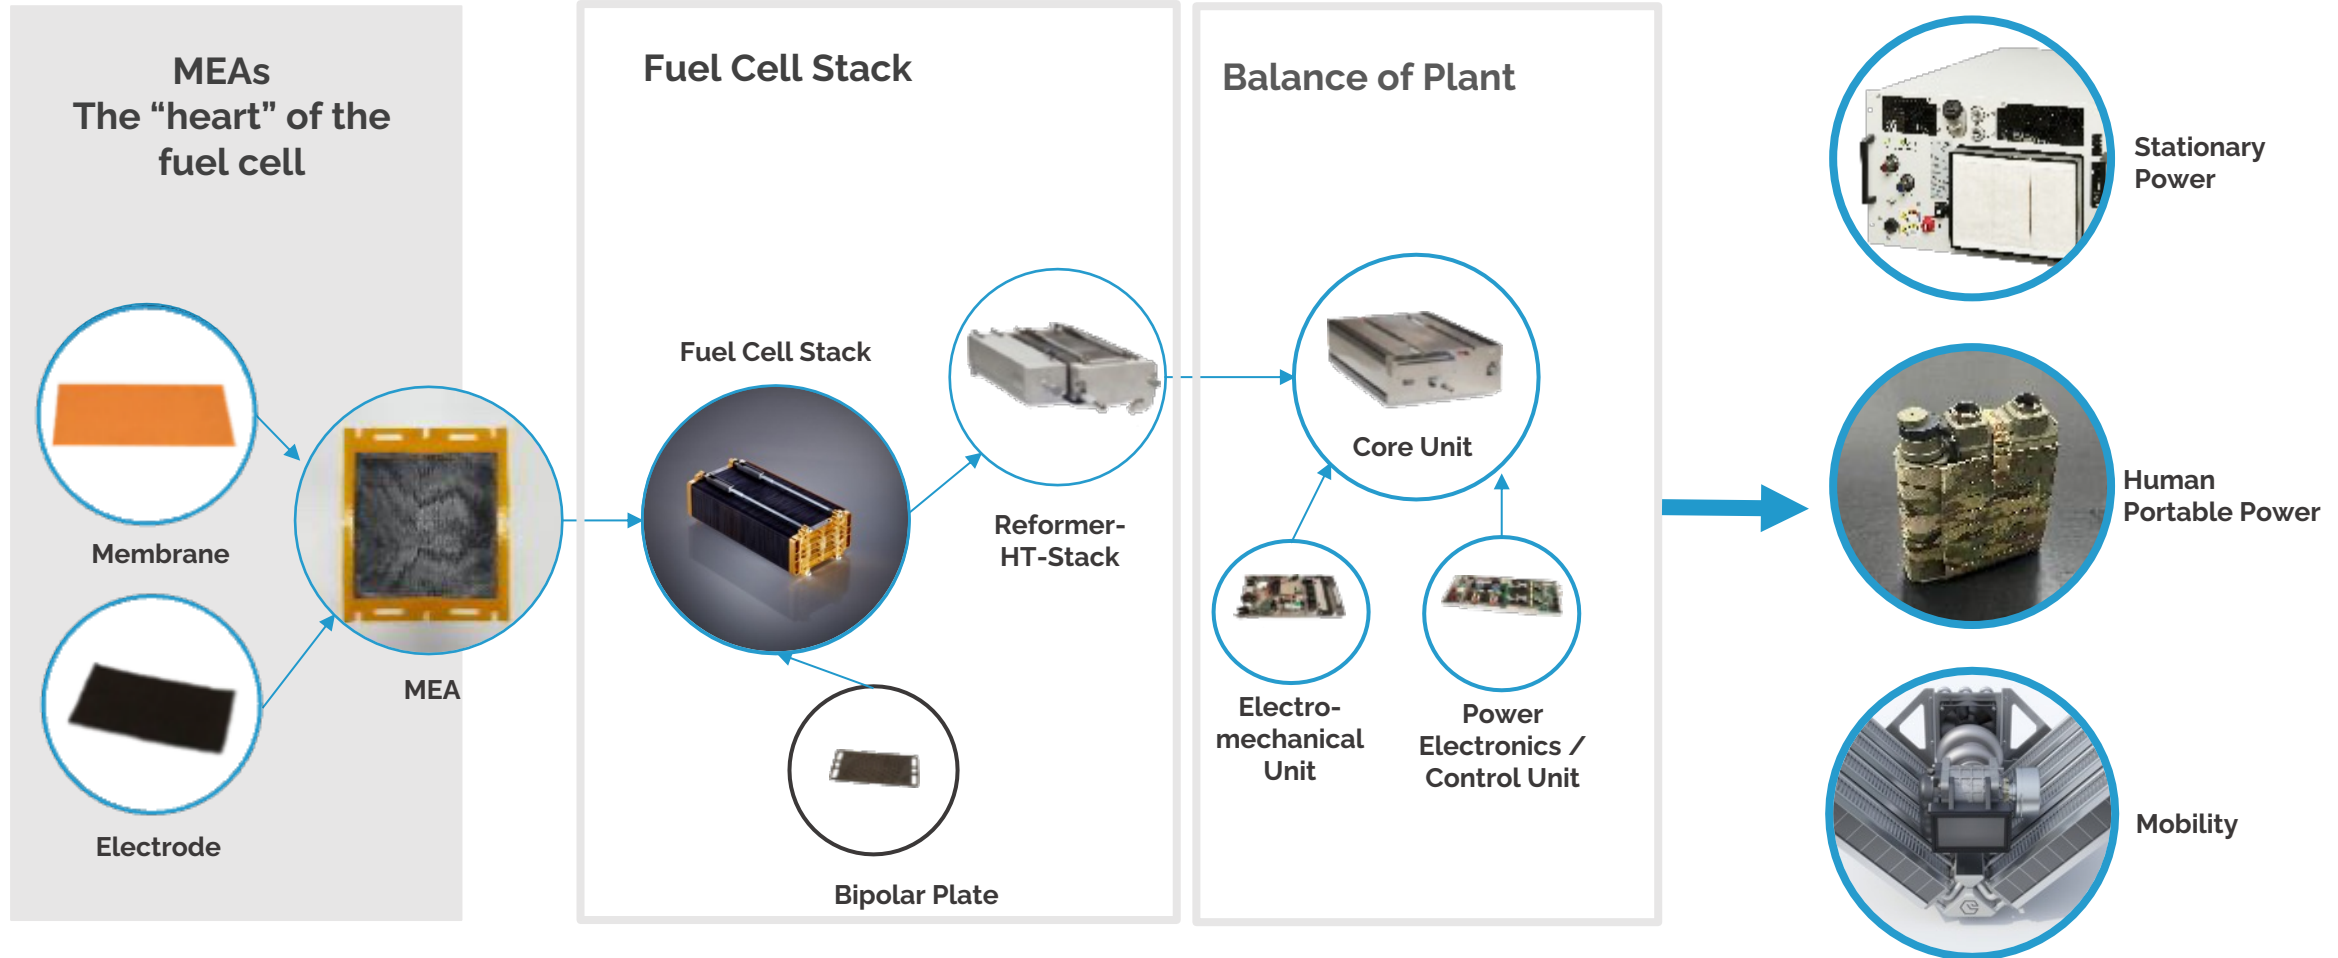 MEAs
The “heart” of the
fuel cell
Membrane
Electrode
MEA
Fuel Cell Stack
Fuel Cell Stack
Reformer-
HT-Stack
Bipolar Plate
Balance of Plant
Core Unit
Electro-
mechanical
Unit
Power
Electronics /
Control Unit
Stationary
Power
Human
Portable Power
Mobility